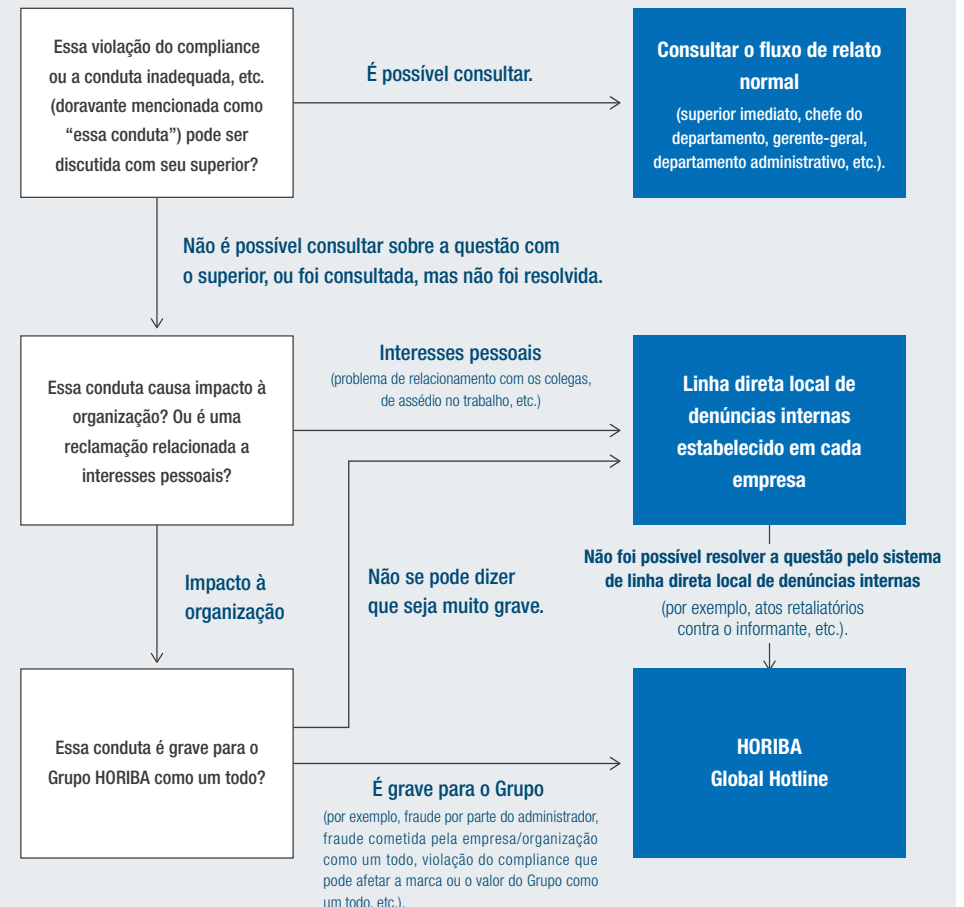 Essa violação do compliance
ou a conduta inadequada, etc.
(doravante mencionada como
“essa conduta”) pode ser
discutida com seu superior?
É possível consultar.
Consultar o fluxo de relato
normal
(superior imediato, chefe do
departamento, gerente-geral,
departamento administrativo, etc.).
Não é possível consultar sobre a questão com
o superior, ou foi consultada, mas não foi resolvida.
Essa conduta causa impacto à
organização? Ou é uma
reclamação relacionada a
interesses pessoais?
Interesses pessoais
(problema de relacionamento com os colegas,
de assédio no trabalho, etc.)
Linha direta local de
denúncias internas
estabelecido em cada
empresa
Impacto à
organização
Não se pode dizer
que seja muito grave.
Não foi possível resolver a questão pelo sistema
de linha direta local de denúncias internas
(por exemplo, atos retaliatórios
contra o informante, etc.).
Essa conduta é grave para o
Grupo HORIBA como um todo?
É grave para o Grupo
(por exemplo, fraude por parte do administrador,
fraude cometida pela empresa/organização
como um todo, violação do compliance que
pode afetar a marca ou o valor do Grupo como
um todo, etc.).
HORIBA
Global Hotline